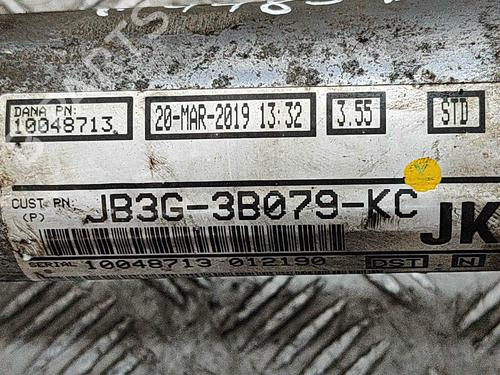 DANA PN:
10048713
20-MAR-2019 13:32
3.55
STD
CUST. PN:
(P)
JB3G-3B079-KC
JK
10048713 012190
DST
N